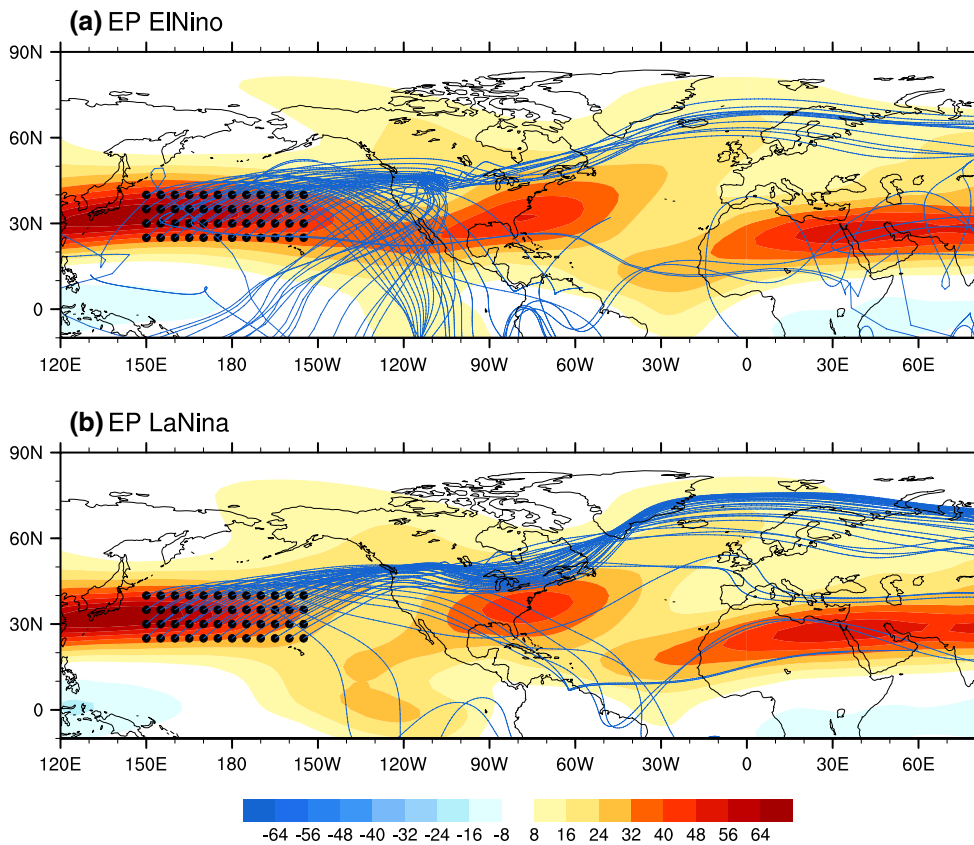 (a) EP ElNino
90N
60N
30N
0
120E 150E 180 150W 120W 90W 60W 30W 0 30E 60E
(b) EP LaNina
90N
60N
30N
0
120E 150E 180 150W 120W 90W 60W 30W 0 30E 60E
-64 -56 -48 -40 -32 -24 -16 -8 8 16 24 32 40 48 56 64